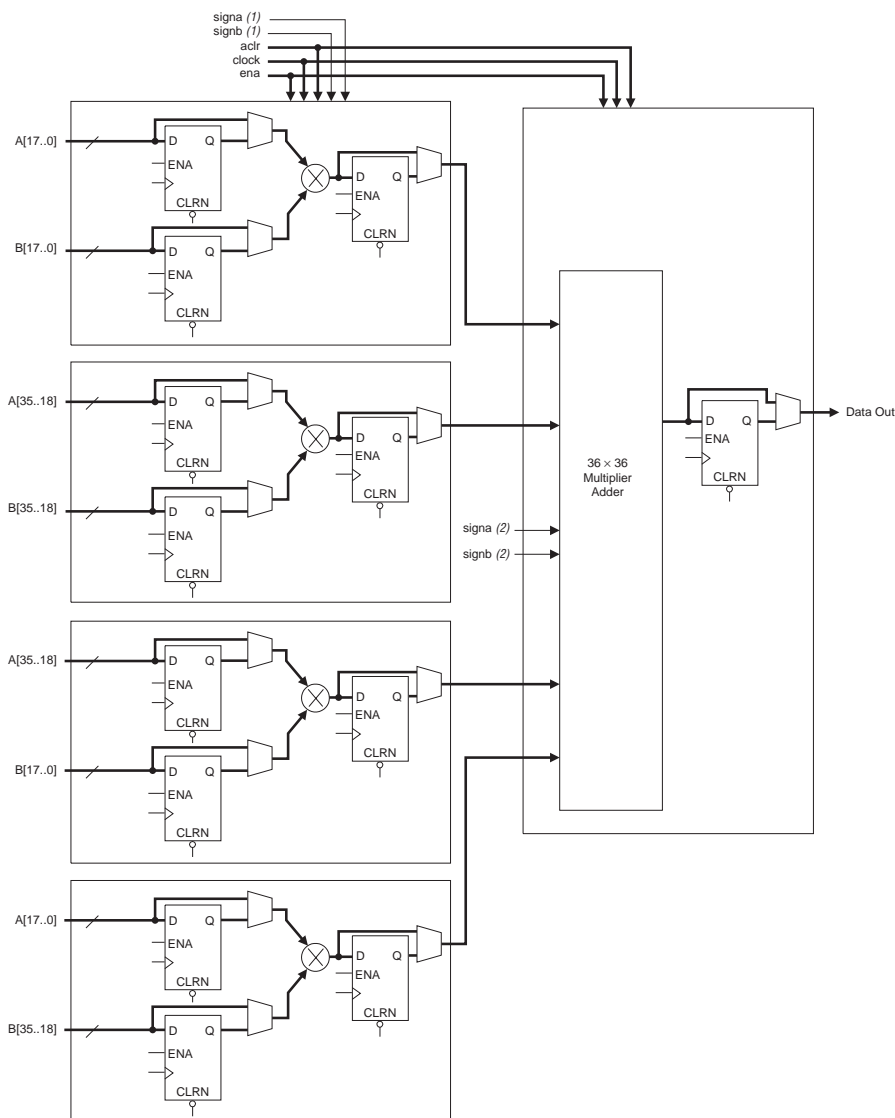 signa (1)
signb (1)
aclr
clock
ena
A[17..0]
D Q
ENA
CLRN
D Q
ENA
CLRN
B[17..0]
D Q
ENA
CLRN
A[35..18]
D Q
ENA
CLRN
D Q
ENA
CLRN
B[35..18]
D Q
ENA
CLRN
36 × 36
Multiplier
Adder
signa (2)
signb (2)
D Q
ENA
CLRN
Data Out
A[35..18]
D Q
ENA
CLRN
D Q
ENA
CLRN
B[17..0]
D Q
ENA
CLRN
A[17..0]
D Q
ENA
CLRN
D Q
ENA
CLRN
B[35..18]
D Q
ENA
CLRN